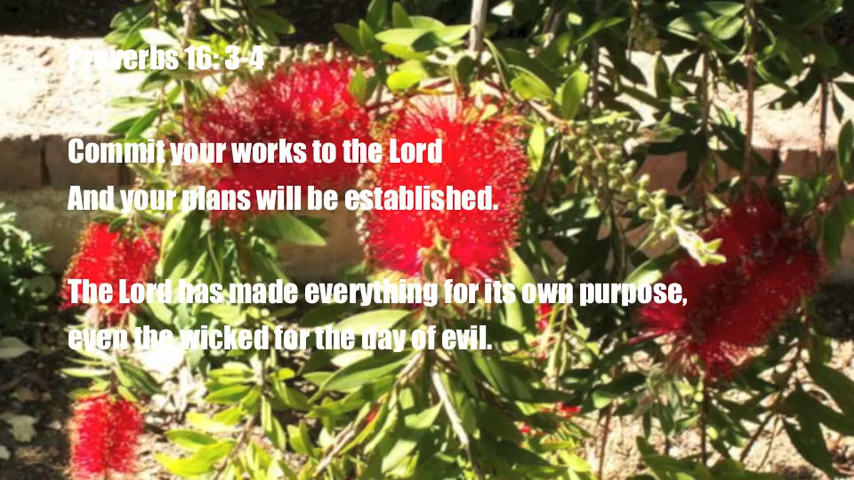 Proverbs 16: 3-4
Commit your works to the Lord
And your plans will be established.
The Lord has made everything for its own purpose,
even the wicked for the day of evil.